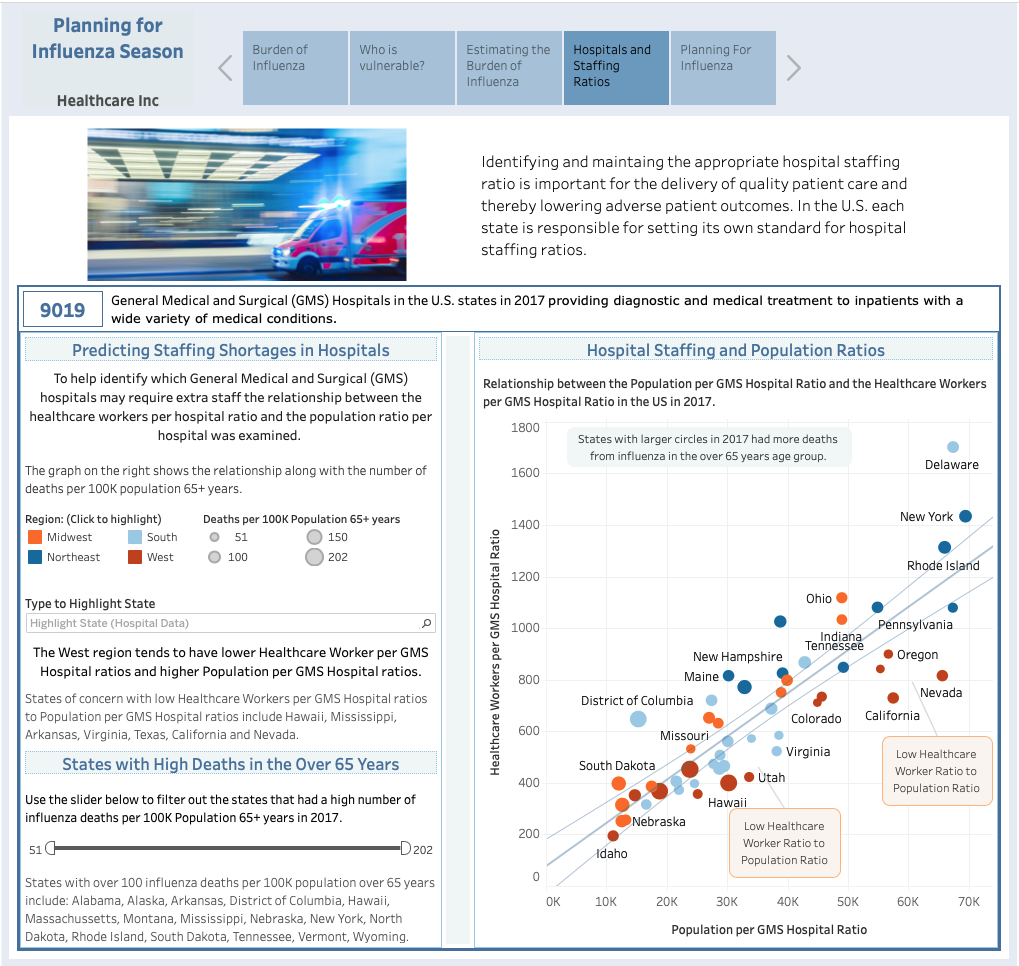 Planning for
Influenza Season
Healthcare Inc
Burden of
Influenza
Who is
vulnerable?
Estimating the
Burden of
Influenza
Hospitals and
Staffing
Ratios
Planning For
Influenza
Identifying and maintaing the appropriate hospital staffing
ratio is important for the delivery of quality patient care and
thereby lowering adverse patient outcomes. In the U.S. each
state is responsible for setting its own standard for hospital
staffing ratios.
9019
General Medical and Surgical (GMS) Hospitals in the U.S. states in 2017 providing diagnostic and medical treatment to inpatients with a
wide variety of medical conditions.
Predicting Staffing Shortages in Hospitals
To help identify which General Medical and Surgical (GMS)
hospitals may require extra staff the relationship between the
healthcare workers per hospital ratio and the population ratio per
hospital was examined.
The graph on the right shows the relationship along with the number of
deaths per 100K population 65+ years.
Region: (Click to highlight)
Midwest
South
Northeast
West
Deaths per 100K Population 65+ years
51
150
100
202
Type to Highlight State
Highlight State (Hospital Data)
The West region tends to have lower Healthcare Worker per GMS
Hospital ratios and higher Population per GMS Hospital ratios.
States of concern with low Healthcare Workers per GMS Hospital ratios
to Population per GMS Hospital ratios include Hawaii, Mississippi,
Arkansas, Virginia, Texas, California and Nevada.
States with High Deaths in the Over 65 Years
Use the slider below to filter out the states that had a high number of
influenza deaths per 100K Population 65+ years in 2017.
51
202
States with over 100 influenza deaths per 100K population over 65 years
include: Alabama, Alaska, Arkansas, District of Columbia, Hawaii,
Massachussetts, Montana, Mississippi, Nebraska, New York, North
Dakota, Rhode Island, South Dakota, Tennessee, Vermont, Wyoming.
Hospital Staffing and Population Ratios
Relationship between the Population per GMS Hospital Ratio and the Healthcare Workers
per GMS Hospital Ratio in the US in 2017.
States with larger circles in 2017 had more deaths
from influenza in the over 65 years age group.
Healthcare Workers per GMS Hospital Ratio
1800
1600
1400
1200
1000
800
600
400
200
0
Delaware
New York
Rhode Island
Ohio
Pennsylvania
Indiana
Tennessee
New Hampshire
Oregon
Maine
Nevada
District of Columbia
Colorado
California
Missouri
Virginia
South Dakota
Utah
Hawaii
Nebraska
Idaho
Low Healthcare
Worker Ratio to
Population Ratio
Low Healthcare
Worker Ratio to
Population Ratio
0K
10K
20K
30K
40K
50K
60K
70K
Population per GMS Hospital Ratio